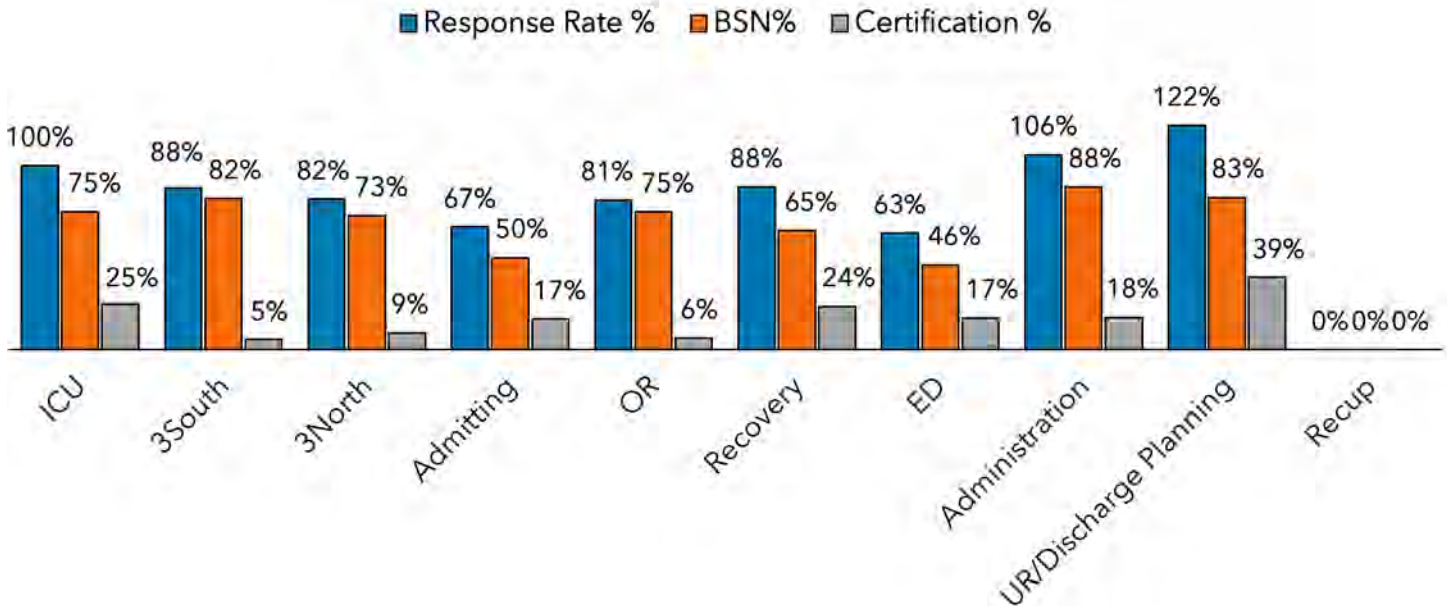 Response Rate % BSN% Certification %
100% 75% 25%
88% 82% 5%
82% 73% 9%
67% 50% 17%
81% 75% 6%
88% 65% 24%
63% 46% 17%
106% 88% 18%
122% 83% 39%
0% 0% 0%
ICU
3South
3North
Admitting
OR
Recovery
ED
Administration
UR/Discharge Planning
Recup